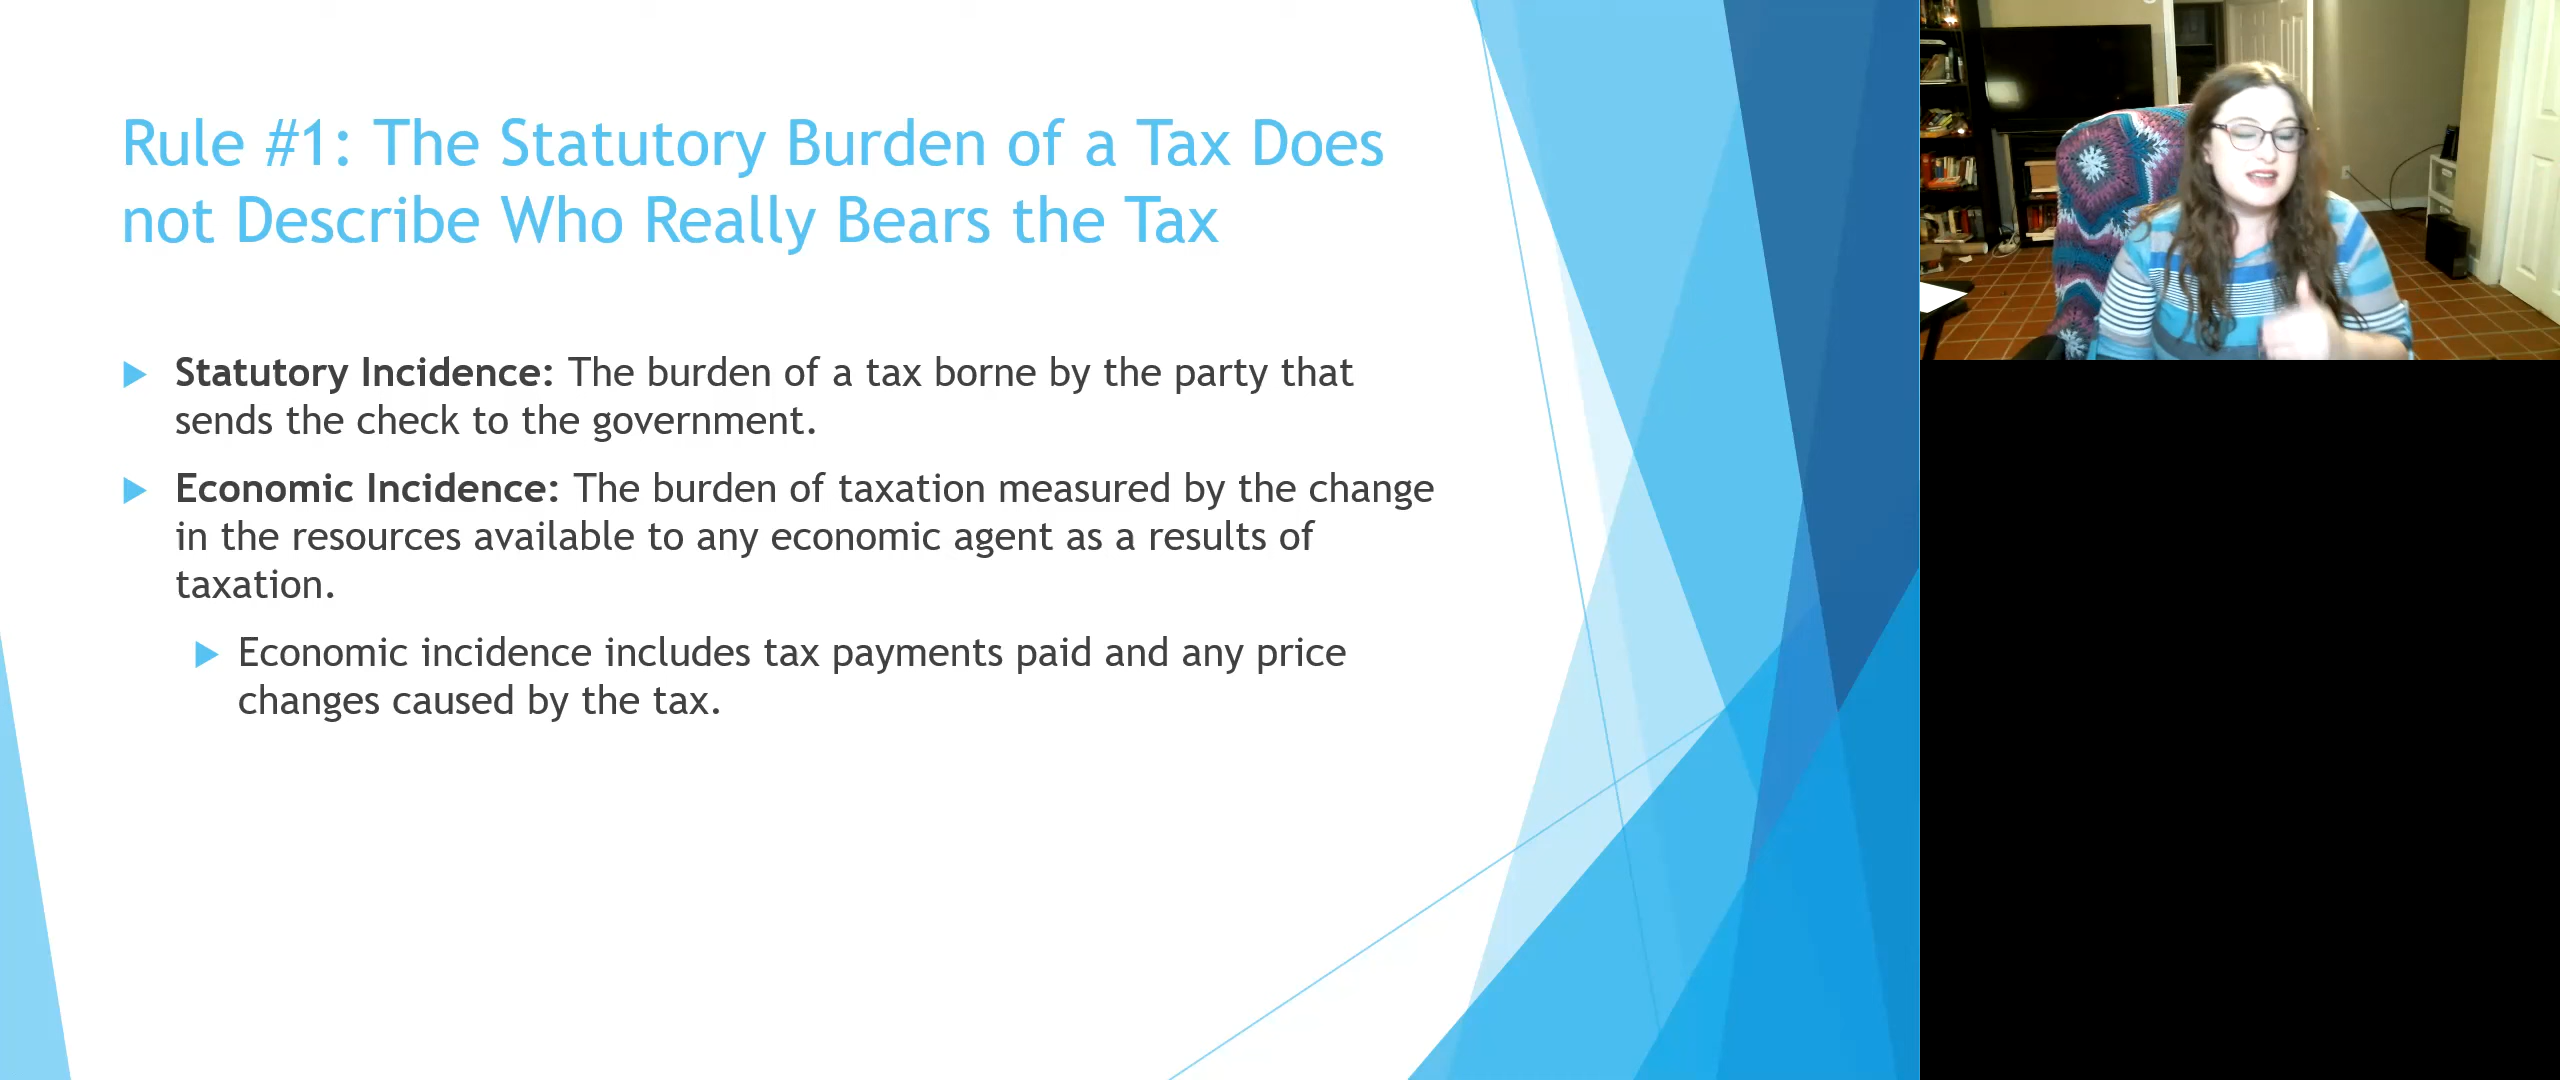 Rule #1: The Statutory Burden of a Tax Does
not Describe Who Really Bears the Tax
Statutory Incidence: The burden of a tax borne by the party that
sends the check to the government.
Economic Incidence: The burden of taxation measured by the change
in the resources available to any economic agent as a results of
taxation.
Economic incidence includes tax payments paid and any price
changes caused by the tax.